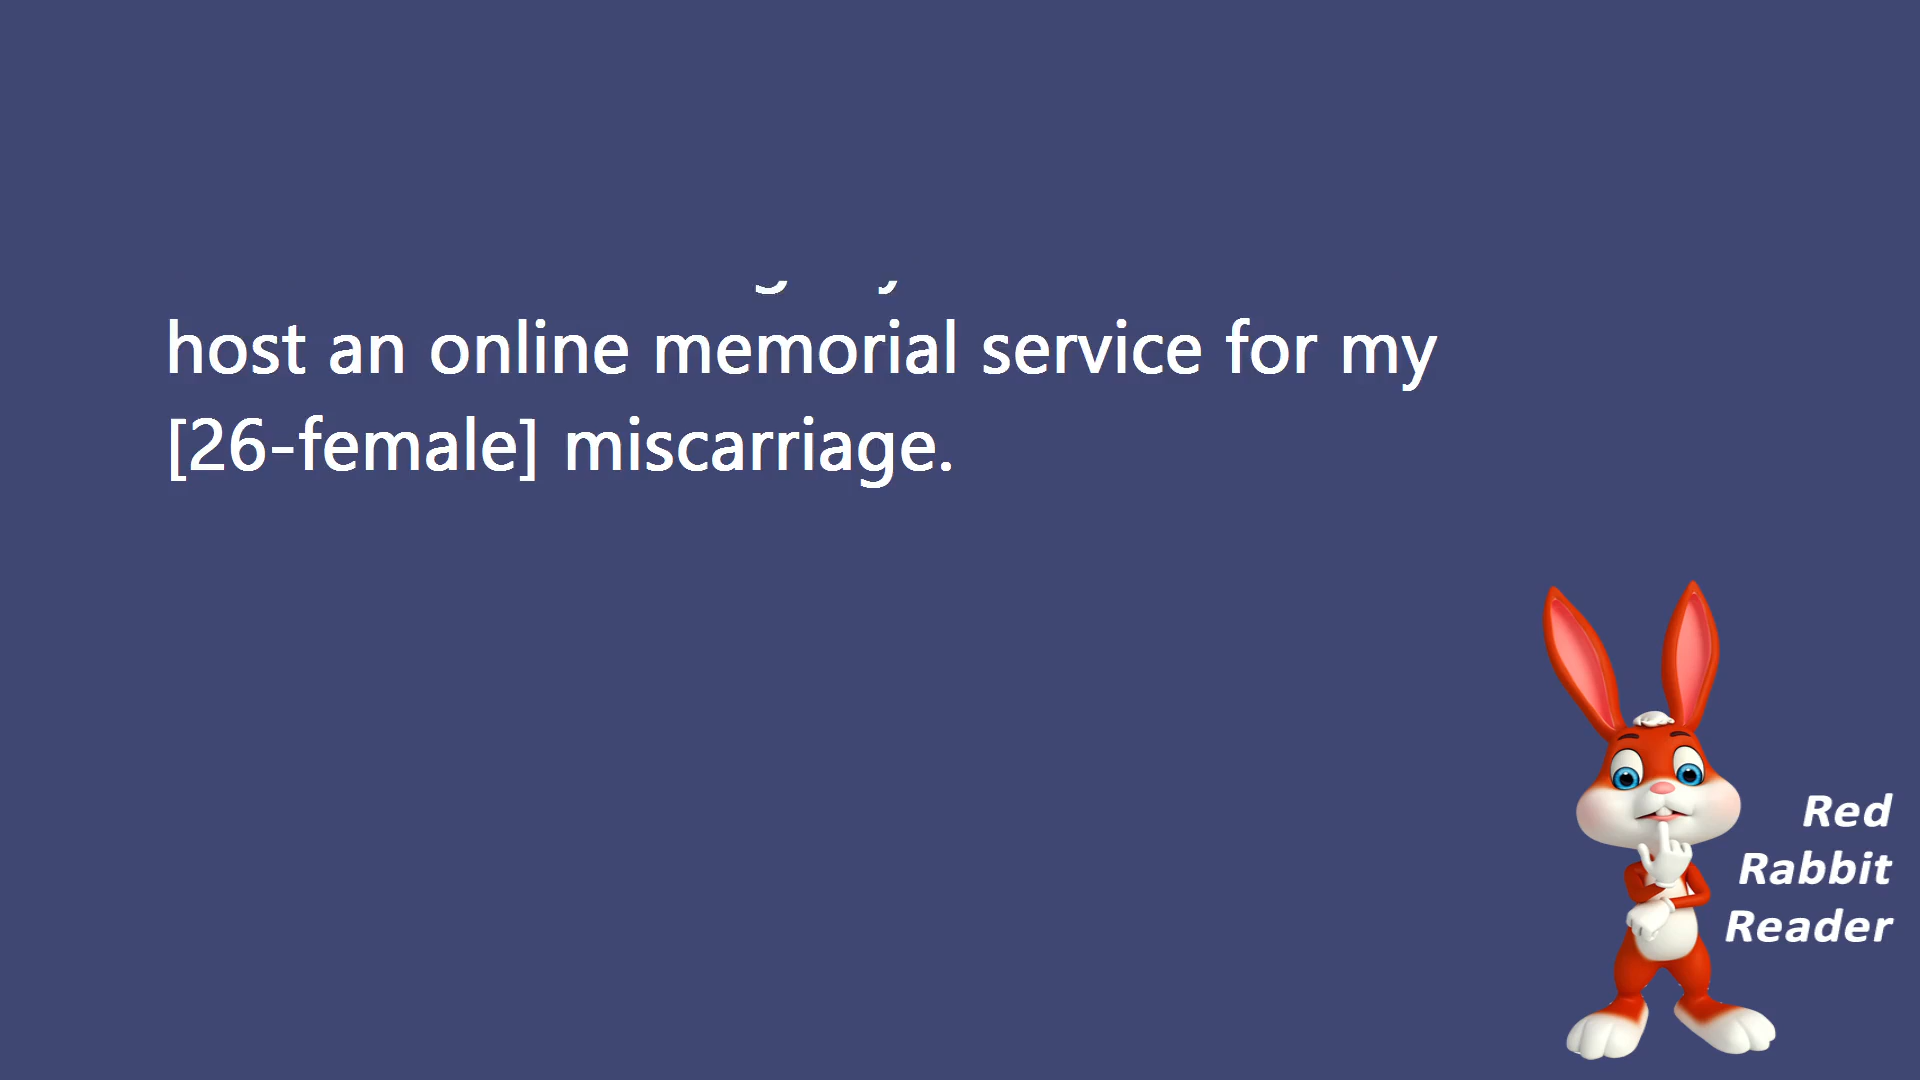 host an online memorial service for my
[26-female] miscarriage.
Red
Rabbit
Reader